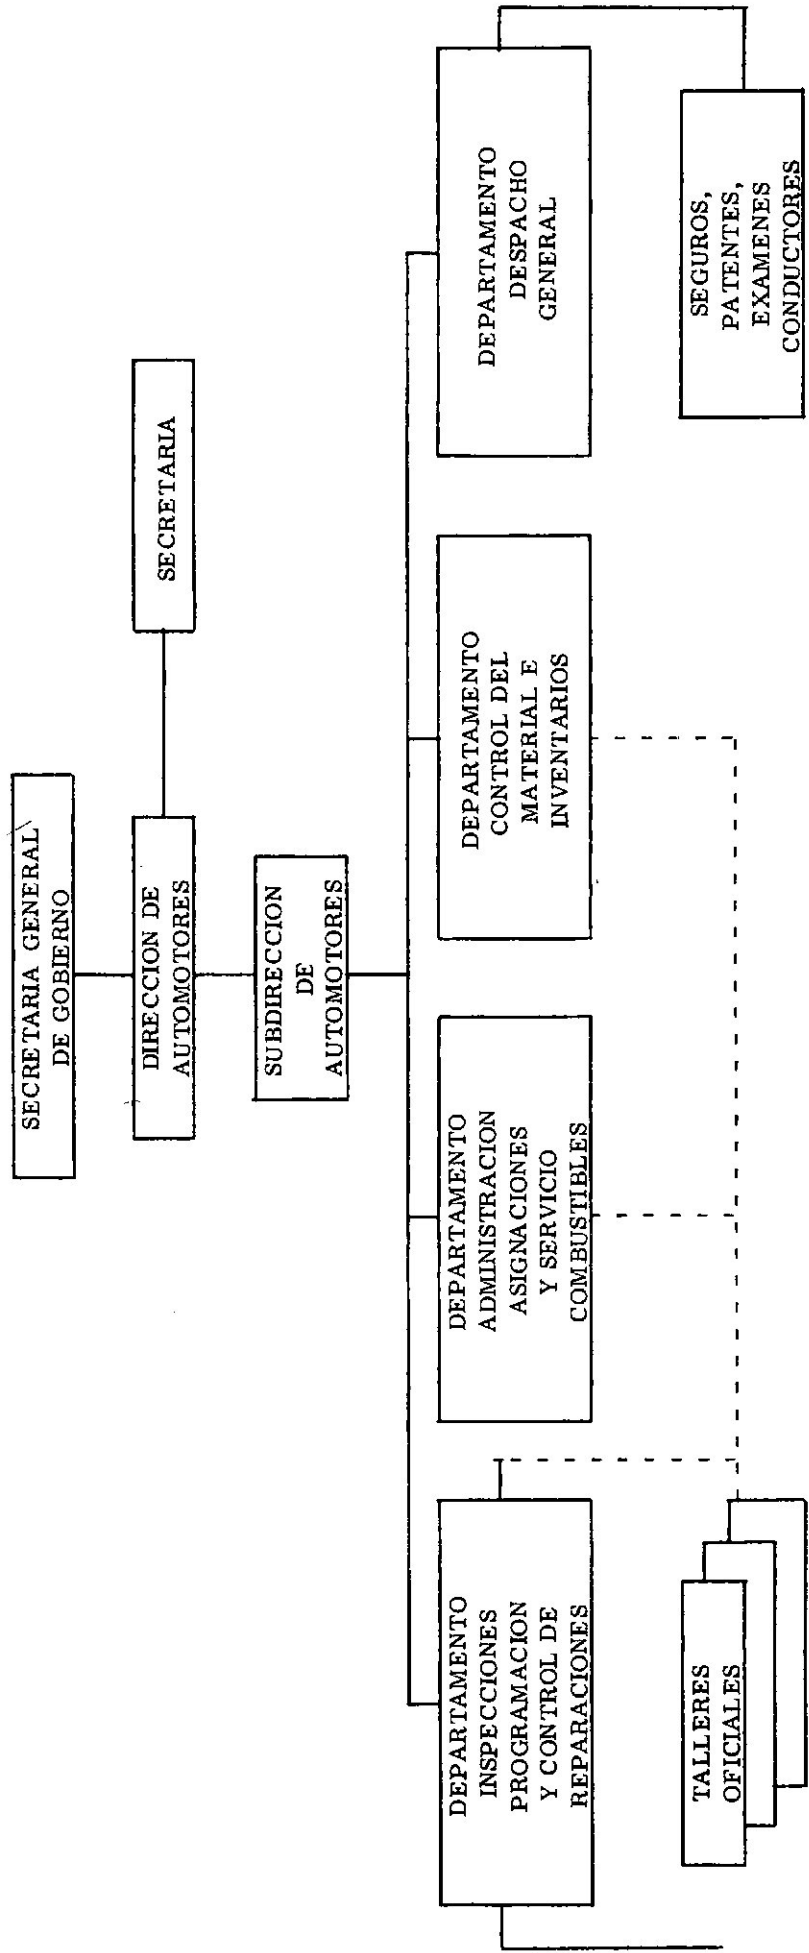 SECRETARIA GENERAL
DE GOBIERNO
DIRECCION DE
AUTOMOTORES
SECRETARIA
SUBDIRECCION
DE
AUTOMOTORES
DEPARTAMENTO
INSPECCIONES
PROGRAMACION
Y CONTROL DE
REPARACIONES
DEPARTAMENTO
ADMINISTRACION
ASIGNACIONES
Y SERVICIO
COMBUSTIBLES
DEPARTAMENTO
CONTROL DEL
MATERIAL E
INVENTARIOS
DEPARTAMENTO
DESPACHO
GENERAL
TALLERES
OFICIALES
SEGUROS,
PATENTES,
EXAMENES
CONDUCTORES